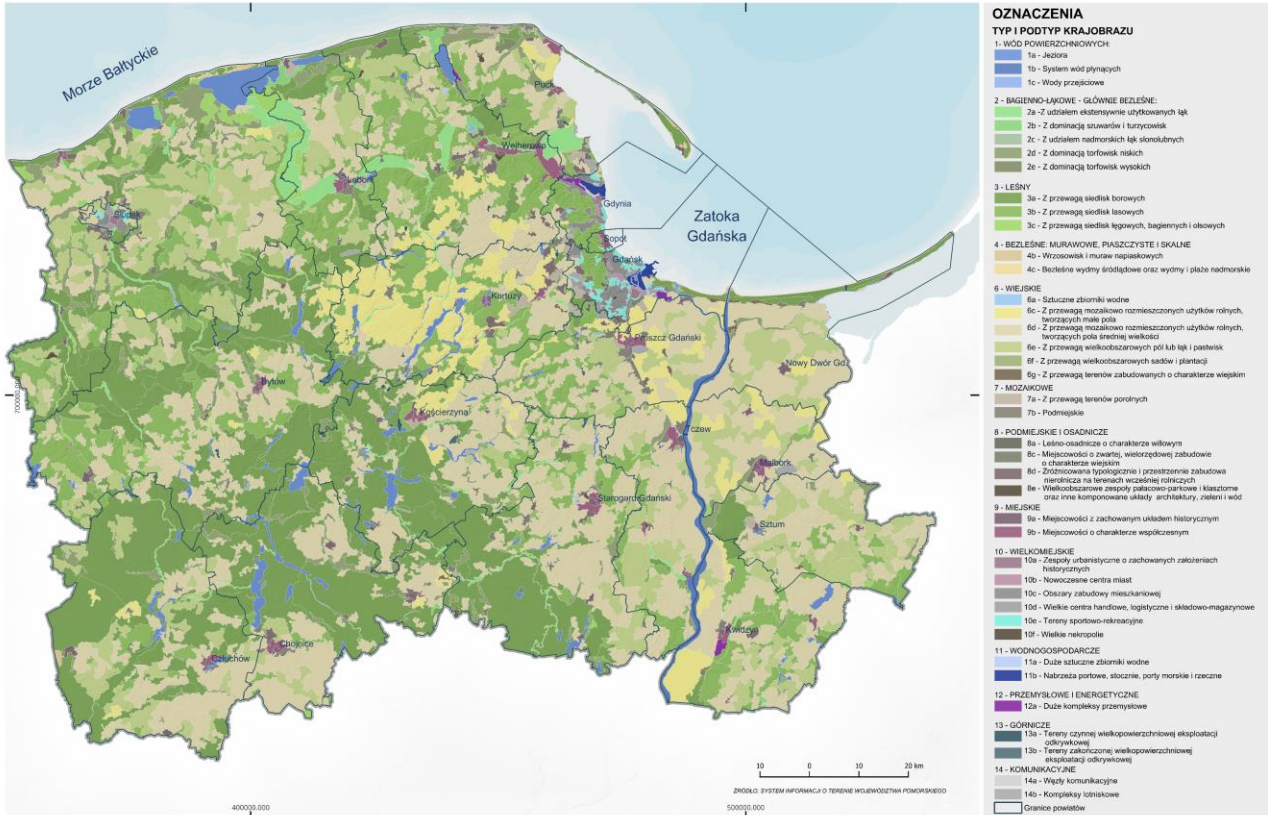 Morze Bałtyckie
Puck
Wejherowo
Lębork
Gdynia
Słupsk
Zatoka
Gdańska
Sopot
Gdańsk
Kartuzy
Pruszcz Gdański
Nowy Dwór Gd.
Bytów
Kościerzyna
Tczew
Malbork
Starogard Gdański
Sztum
Kwidzyn
Chojnice
Człuchów
700000.000
10 0 10 20 km
ŹRÓDŁO: SYSTEM INFORMACJI O TERENIE WOJEWÓDZTWA POMORSKIEGO
400000.000
500000.000
OZNACZENIA
TYP I PODTYP KRAJOBRAZU
1- WÓD POWIERZCHNIOWYCH:
1a - Jeziora
1b - System wód płynących
1c - Wody przejściowe
2 - BAGIENNO-ŁĄKOWE - GŁÓWNIE BEZLEŚNE:
2a -Z udziałem ekstensywnie użytkowanych łąk
2b - Z dominacją szuwarów i turzycowisk
2c - Z udziałem nadmorskich łąk słonolubnych
2d - Z dominacją torfowisk niskich
2e - Z dominacją torfowisk wysokich
3 - LEŚNY
3a - Z przewagą siedlisk borowych
3b - Z przewagą siedlisk lasowych
3c - Z przewagą siedlisk łęgowych, bagiennych i olsowych
4 - BEZLEŚNE: MURAWOWE, PIASZCZYSTE I SKALNE
4b - Wrzosowisk i muraw napiaskowych
4c - Bezleśne wydmy śródlądowe oraz wydmy i plaże nadmorskie
6 - WIEJSKIE
6a - Sztuczne zbiorniki wodne
6c - Z przewagą mozaikowo rozmieszczonych użytków rolnych,
tworzących małe pola
6d - Z przewagą mozaikowo rozmieszczonych użytków rolnych,
tworzących pola średniej wielkości
6e - Z przewagą wielkoobszarowych pól lub łąk i pastwisk
6f - Z przewagą wielkoobszarowych sadów i plantacji
6g - Z przewagą terenów zabudowanych o charakterze wiejskim
7 - MOZAIKOWE
7a - Z przewagą terenów porolnych
7b - Podmiejskie
8 - PODMIEJSKIE I OSADNICZE
8a - Leśno-osadnicze o charakterze willowym
8c - Miejscowości o zwartej, wielorzędowej zabudowie
o charakterze wiejskim
8d - Zróżnicowana typologicznie i przestrzennie zabudowa
nierolnicza na terenach wcześniej rolniczych
8e - Wielkoobszarowe zespoły pałacowo-parkowe i klasztorne
oraz inne komponowane układy architektury, zieleni i wód
9 - MIEJSKIE
9a - Miejscowości z zachowanym układem historycznym
9b - Miejscowości o charakterze współczesnym
10 - WIELKOMIEJSKIE
10a - Zespoły urbanistyczne o zachowanych założeniach
historycznych
10b - Nowoczesne centra miast
10c - Obszary zabudowy mieszkaniowej
10d - Wielkie centra handlowe, logistyczne i składowo-magazynowe
10e - Tereny sportowo-rekreacyjne
10f - Wielkie nekropolie
11 - WODNOGOSPODARCZE
11a - Duże sztuczne zbiorniki wodne
11b - Nabrzeża portowe, stocznie, porty morskie i rzeczne
12 - PRZEMYSŁOWE I ENERGETYCZNE
12a - Duże kompleksy przemysłowe
13 - GÓRNICZE
13a - Tereny czynnej wielkopowierzchniowej eksploatacji
odkrywkowej
13b - Tereny zakończonej wielkopowierzchniowej
eksploatacji odkrywkowej
14 - KOMUNIKACYJNE
14a - Węzły komunikacyjne
14b - Kompleksy lotniskowe
Granice powiatów